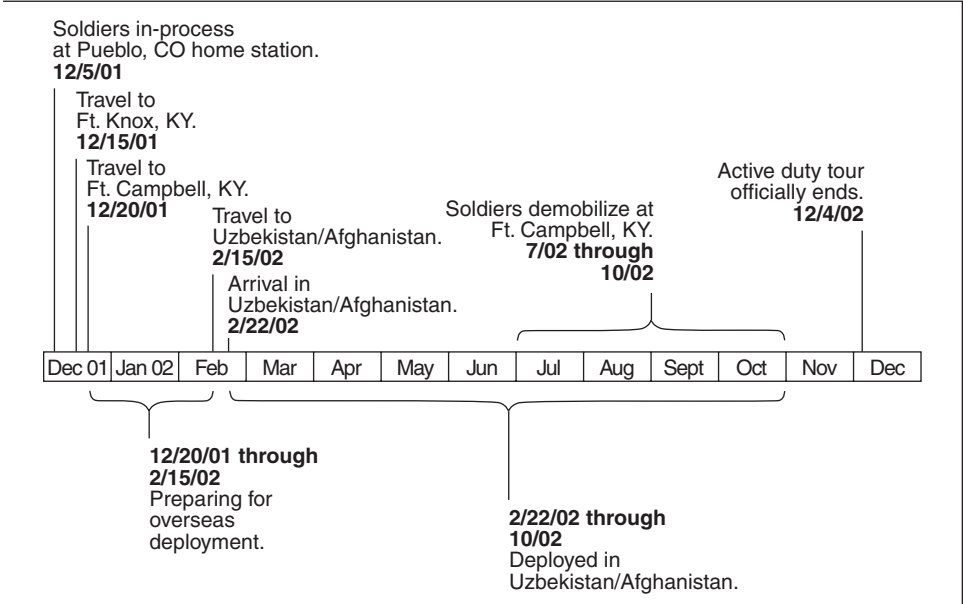 Soldiers in-process
at Pueblo, CO home station.
12/5/01
Travel to
Ft. Knox, KY.
12/15/01
Travel to
Ft. Campbell, KY.
12/20/01
Travel to
Uzbekistan/Afghanistan.
2/15/02
Arrival in
Uzbekistan/Afghanistan.
2/22/02
Soldiers demobilize at
Ft. Campbell, KY.
7/02 through
10/02
Active duty tour
officially ends.
12/4/02
Dec 01 Jan 02 Feb Mar Apr May Jun Jul Aug Sept Oct Nov Dec
12/20/01 through
2/15/02
Preparing for
overseas
deployment.
2/22/02 through
10/02
Deployed in
Uzbekistan/Afghanistan.